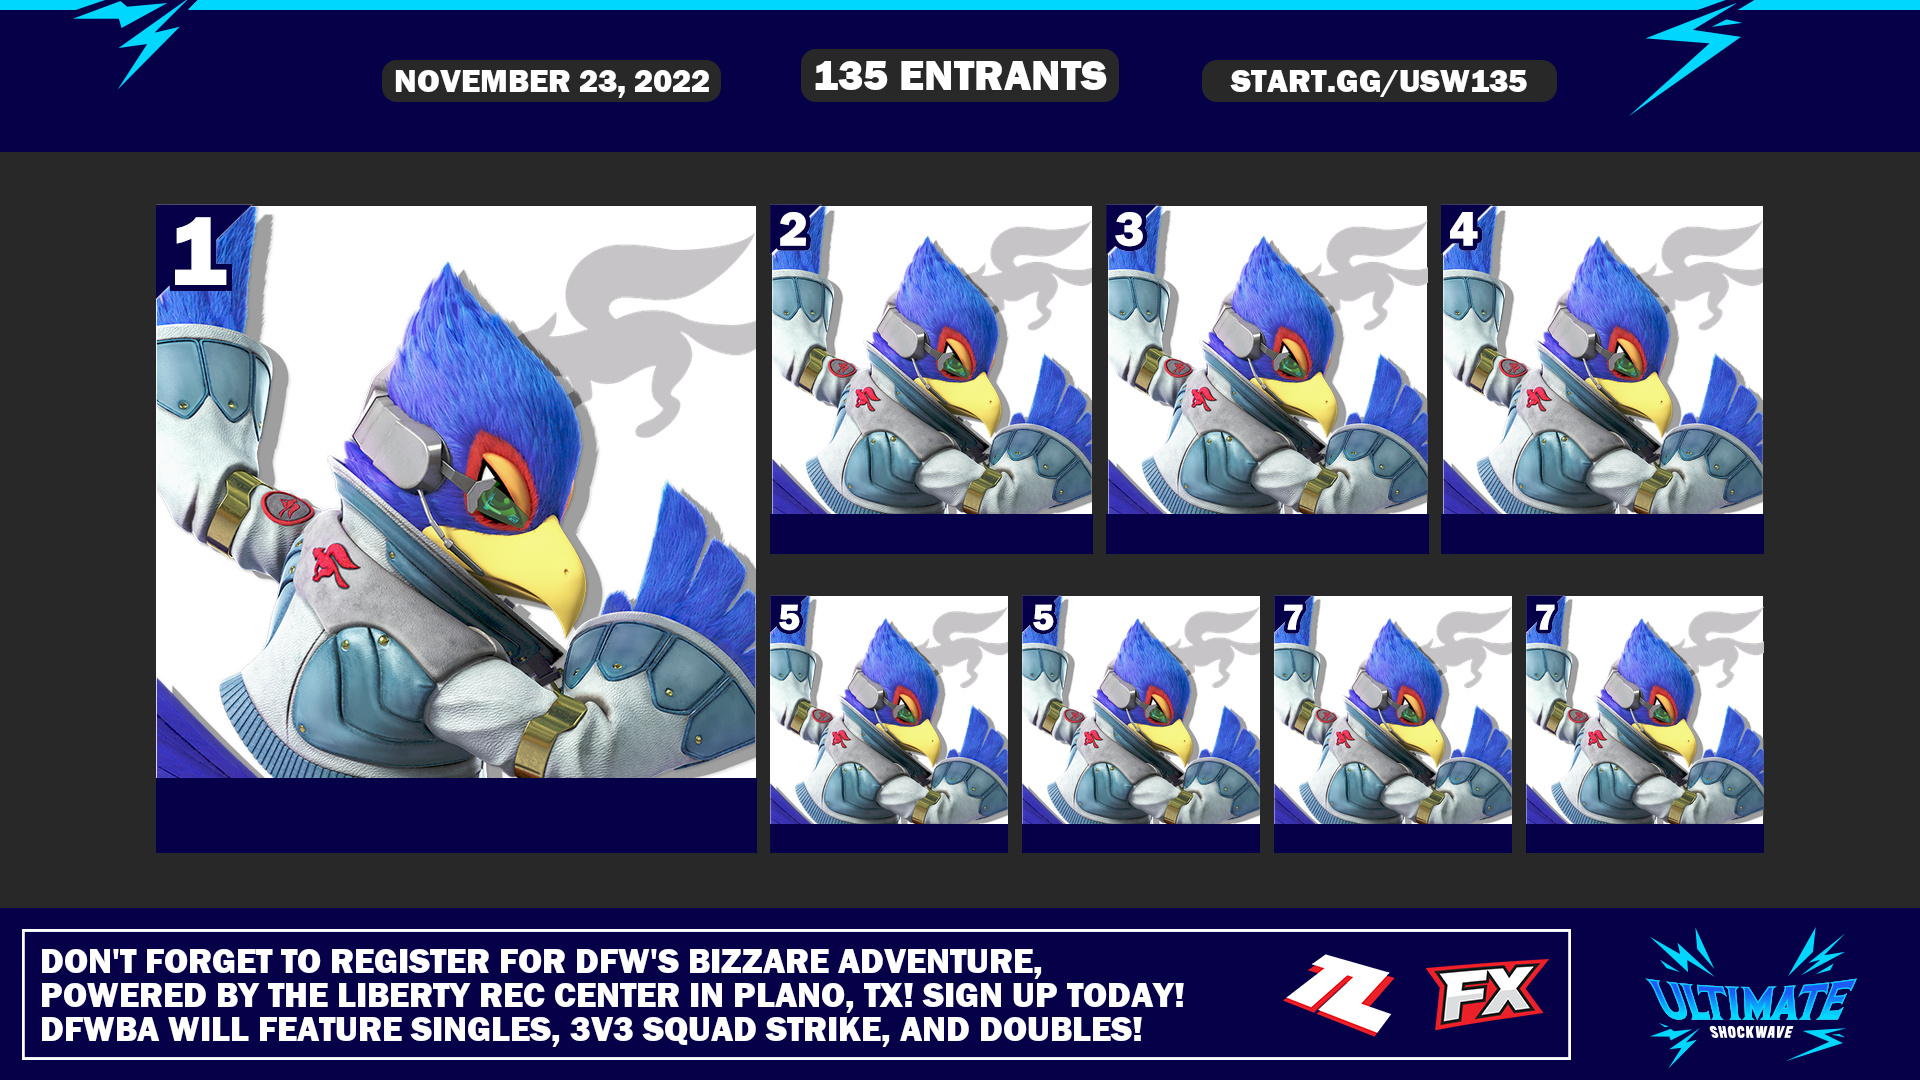 NOVEMBER 23, 2022
135 ENTRANTS
START.GG/USW135
1
2
3
4
5
5
7
7
DON'T FORGET TO REGISTER FOR DFW'S BIZZARE ADVENTURE,
POWERED BY THE LIBERTY REC CENTER IN PLANO, TX! SIGN UP TODAY!
DFWBA WILL FEATURE SINGLES, 3V3 SQUAD STRIKE, AND DOUBLES!
FX
ULTIMATE
SHOCKWAVE